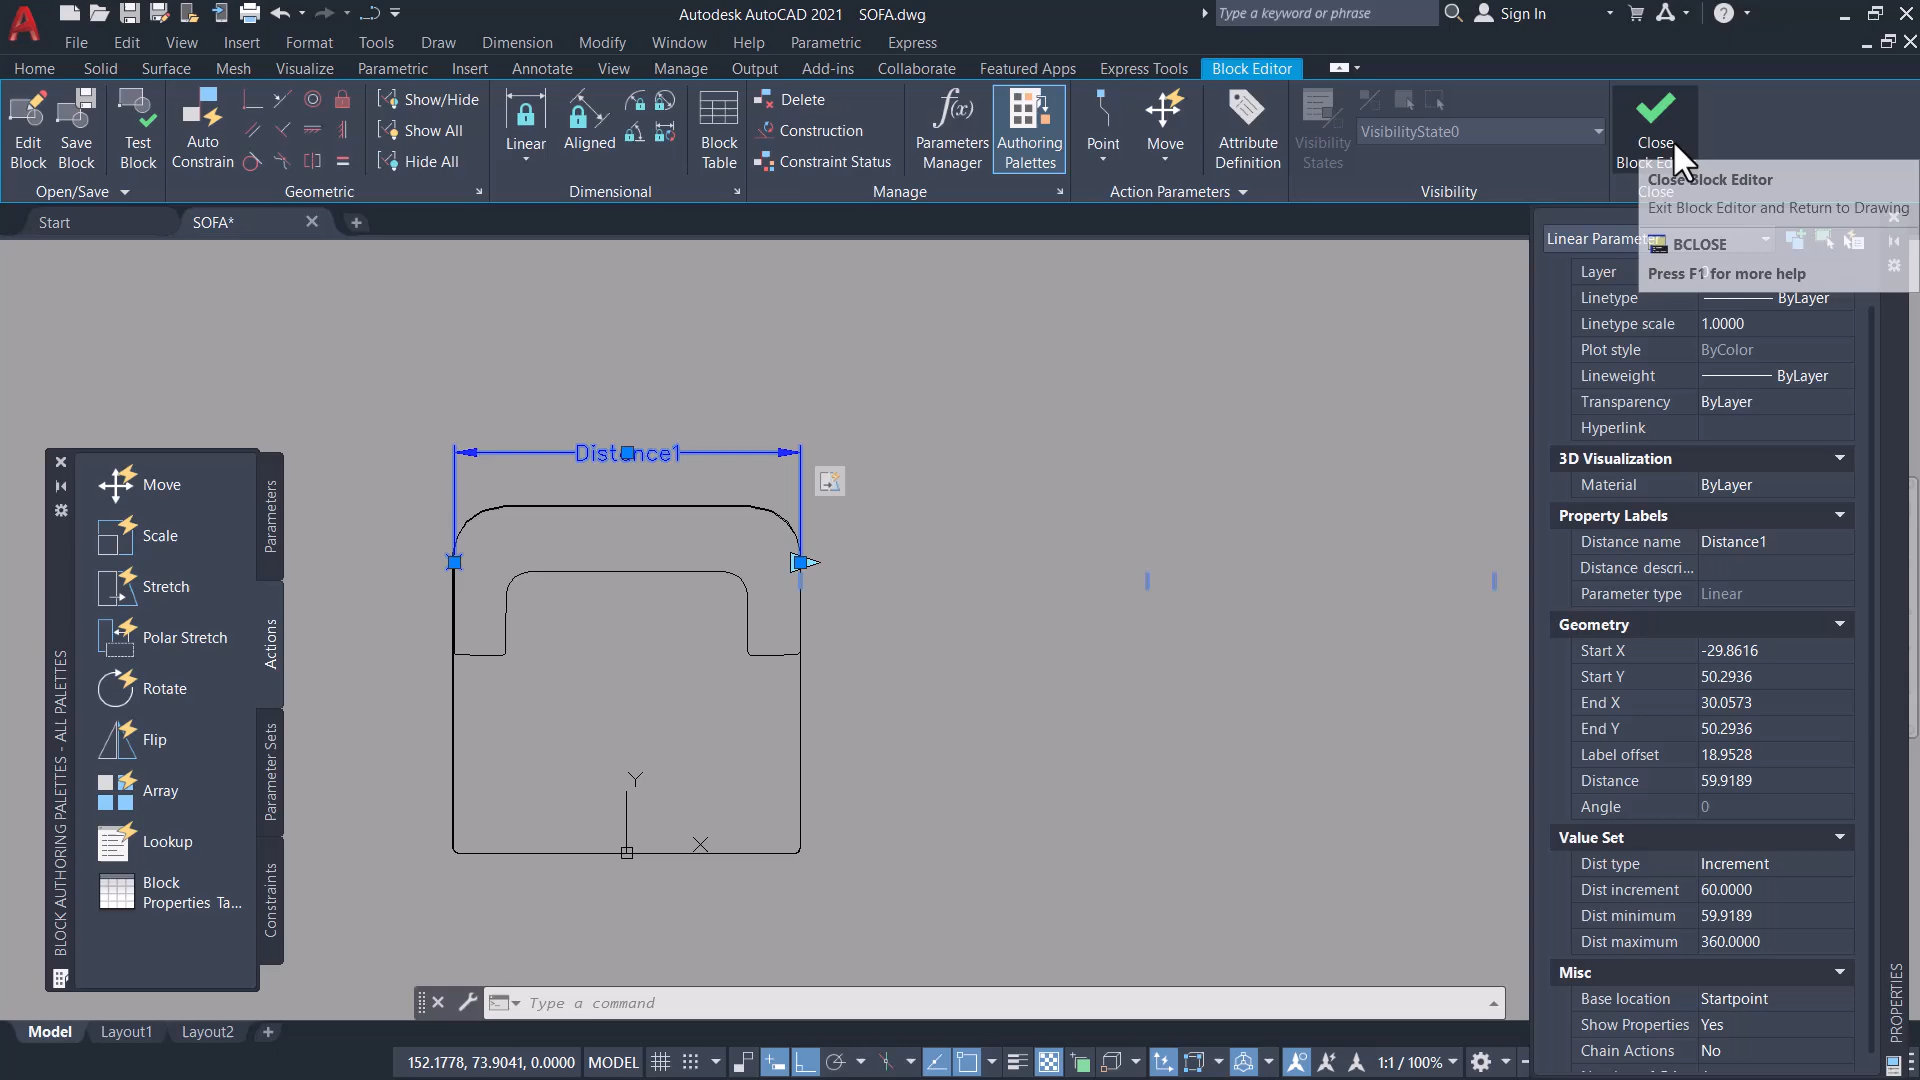 Autodesk AutoCAD 2021 SOFA.dwg
Type a keyword or phrase
Sign In
File Edit View Insert Format Tools Draw Dimension Modify Window Help Parametric Express
Home Solid Surface Mesh Visualize Parametric Insert Annotate View Manage Output Add-ins Collaborate Featured Apps Express Tools Block Editor
Edit Block
Save Block
Test Block
Open/Save
Auto Constrain
Show/Hide
Show All
Hide All
Geometric
Linear
Aligned
Dimensional
Block Table
Delete
Construction
Constraint Status
Parameters Manager
Authoring Palettes
Manage
Point
Move
Attribute Definition
Action Parameters
Visibility States
VisibilityState0
Visibility
Close
Block Ed
Close
Close Block Editor
Exit Block Editor and Return to Drawing
BCLOSE
Press F1 for more help
Start
SOFA*
Distance1
Y
X
Move
Scale
Stretch
Polar Stretch
Rotate
Flip
Array
Lookup
Block
Properties Ta...
Parameters
Actions
Parameter Sets
Constraints
BLOCK AUTHORING PALETTES - ALL PALETTES
Linear Parameter
Layer
Linetype ByLayer
Linetype scale 1.0000
Plot style ByColor
Lineweight ByLayer
Transparency ByLayer
Hyperlink
3D Visualization
Material ByLayer
Property Labels
Distance name Distance1
Distance descri...
Parameter type Linear
Geometry
Start X -29.8616
Start Y 50.2936
End X 30.0573
End Y 50.2936
Label offset 18.9528
Distance 59.9189
Angle 0
Value Set
Dist type Increment
Dist increment 60.0000
Dist minimum 59.9189
Dist maximum 360.0000
Misc
Base location Startpoint
Show Properties Yes
Chain Actions No
PROPERTIES
Type a command
Model Layout1 Layout2
152.1778, 73.9041, 0.0000 MODEL 1:1 / 100%